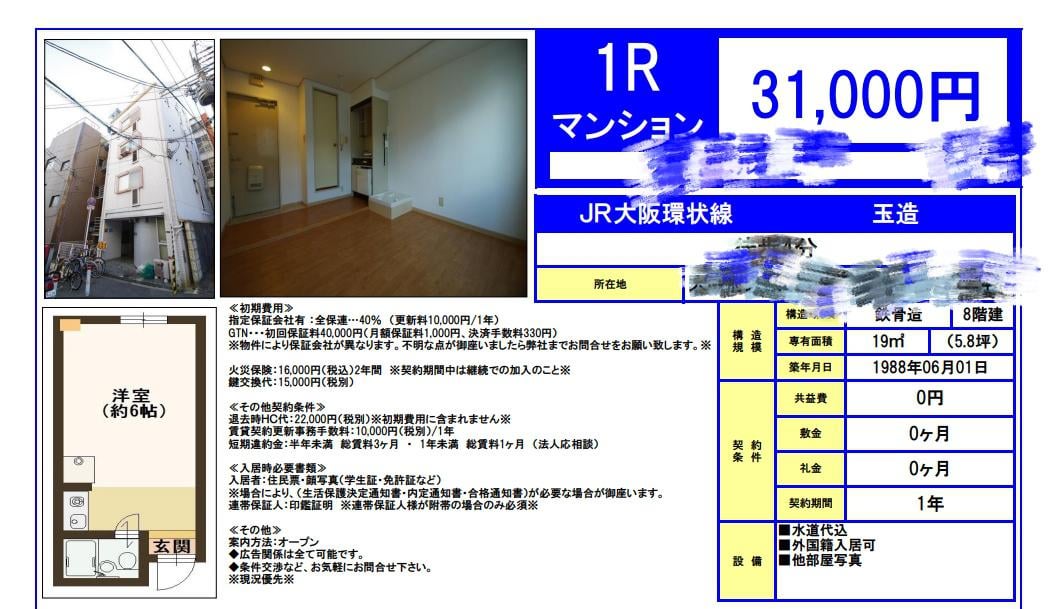 1R
マンション
31,000円
JR大阪環状線
玉造
所在地
≪初期費用≫
指定保証会社有：全保連…40％ （更新料10,000円/1年）
GTN・・・初回保証料40,000円（月額保証料1,000円、決済手数料330円）
※物件により保証会社が異なります。不明な点が御座いましたら弊社までお問合せをお願い致します。※
火災保険：16,000円（税込）2年間 ※契約期間中は継続での加入のこと※
鍵交換代：15,000円（税別）
≪その他契約条件≫
退去時HC代：22,000円（税別）※初期費用に含まれません※
賃貸契約更新事務手数料：10,000円（税別）/1年
短期違約金：半年未満 総賃料3ヶ月 ・ 1年未満 総賃料1ヶ月 （法人応相談）
≪入居時必要書類≫
入居者：住民票・顔写真（学生証・免許証など）
※場合により、（生活保護決定通知書・内定通知書・合格通知書）が必要な場合が御座います。
連帯保証人：印鑑証明 ※連帯保証人様が附帯の場合のみ必須※
≪その他≫
案内方法：オープン
◆広告関係は全て可能です。
◆条件交渉など、お気軽にお問合せ下さい。
※現況優先※
洋室
（約6帖）
玄関
構造
規模
鉄骨造
8階建
専有面積
19㎡
（5.8坪）
築年月日
1988年06月01日
契約
条件
共益費
0円
敷金
0ヶ月
礼金
0ヶ月
契約期間
1年
設備
■水道代込
■外国籍入居可
■他部屋写真